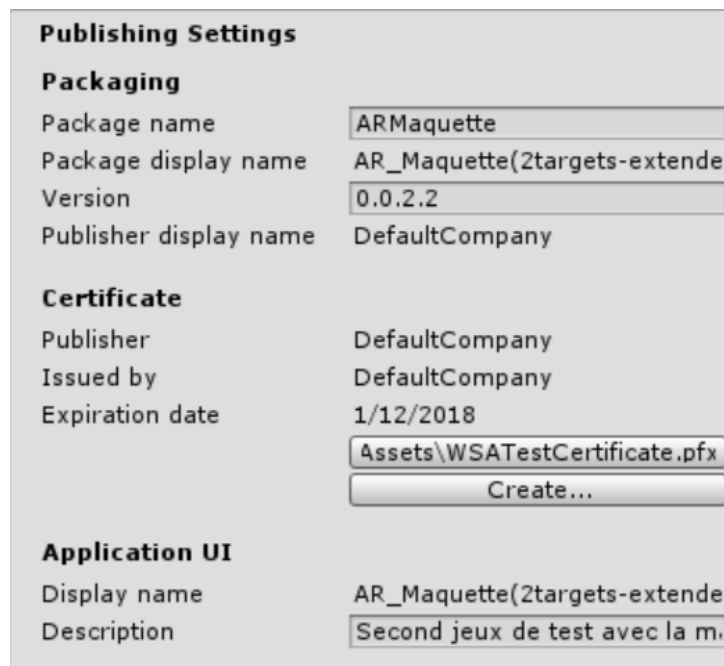 Publishing Settings
Packaging
Package name ARMaquette
Package display name AR_Maquette(2targets-extende
Version 0.0.2.2
Publisher display name DefaultCompany
Certificate
Publisher DefaultCompany
Issued by DefaultCompany
Expiration date 1/12/2018
Assets\WSATestCertificate.pfx
Create...
Application UI
Display name AR_Maquette(2targets-extende
Description Second jeux de test avec la m